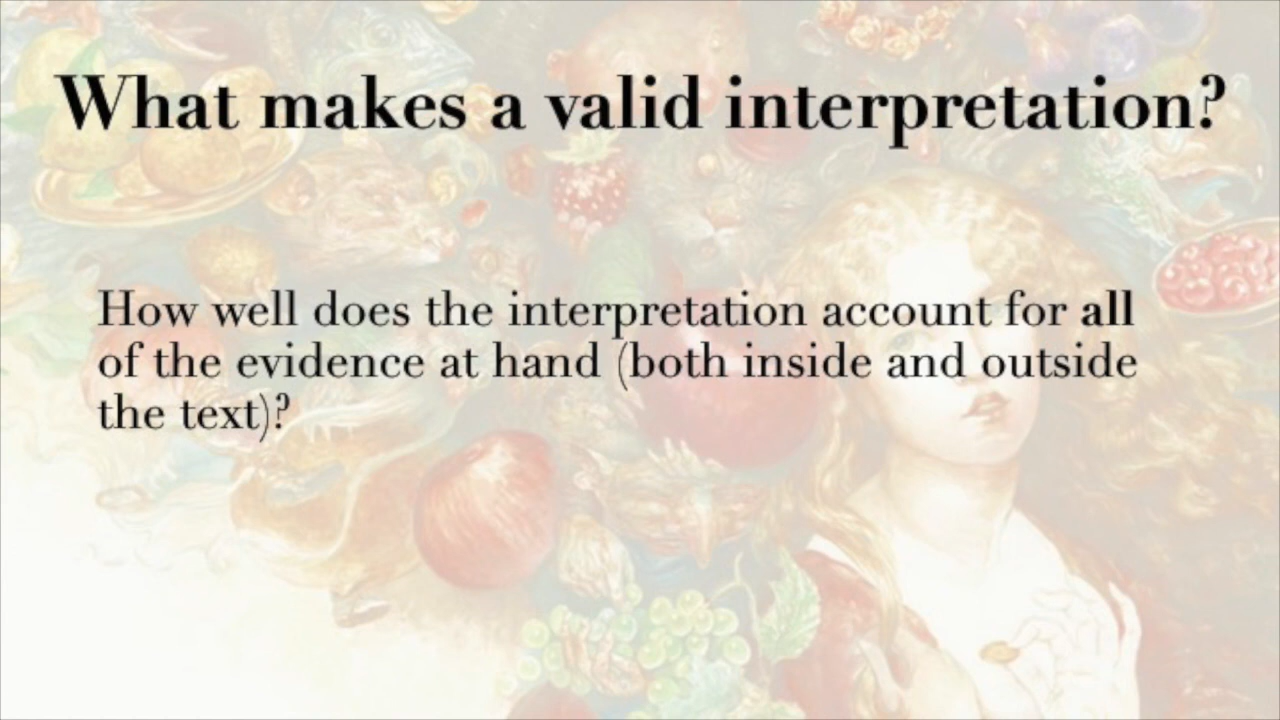 What makes a valid interpretation?
How well does the interpretation account for all
of the evidence at hand (both inside and outside
the text)?